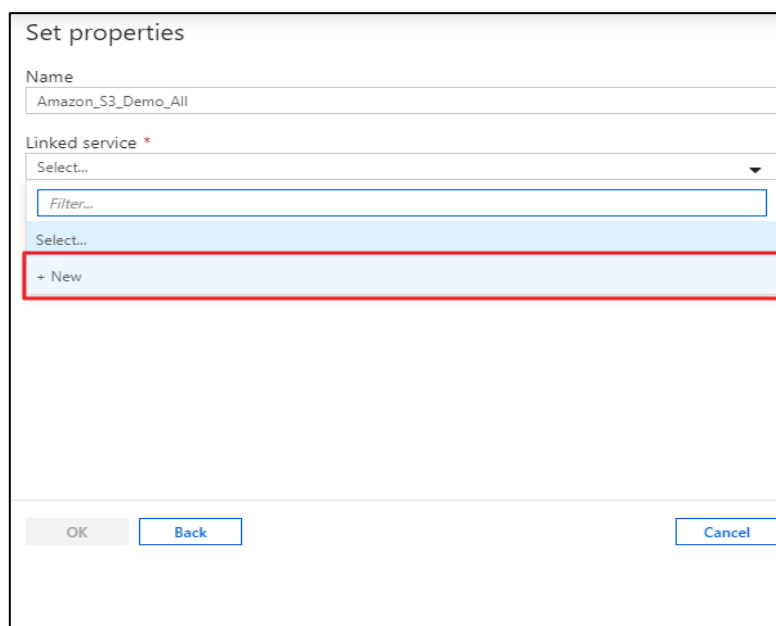 Set properties
Name
Amazon_S3_Demo_All
Linked service *
Select...
Filter...
Select...
+ New
OK Back Cancel